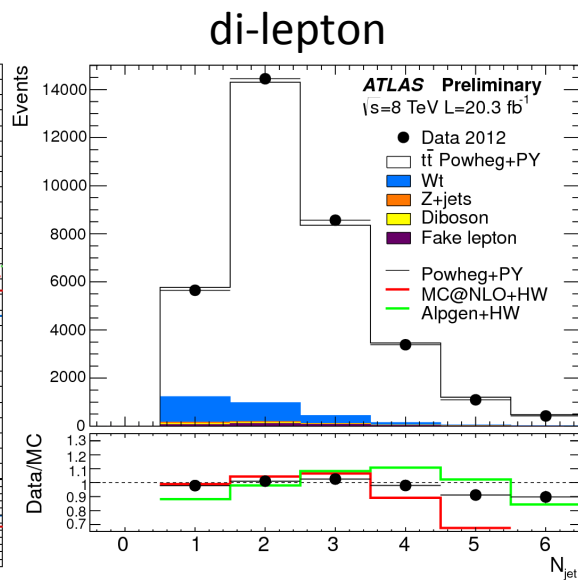 di-lepton
Events
14000
12000
10000
8000
6000
4000
2000
0
ATLAS Preliminary
√s=8 TeV L=20.3 fb⁻¹
Data 2012
tt̄ Powheg+PY
Wt
Z+jets
Diboson
Fake lepton
Powheg+PY
MC@NLO+HW
Alpgen+HW
Data/MC
1.3
1.2
1.1
1
0.9
0.8
0.7
0 1 2 3 4 5 6
N_jet